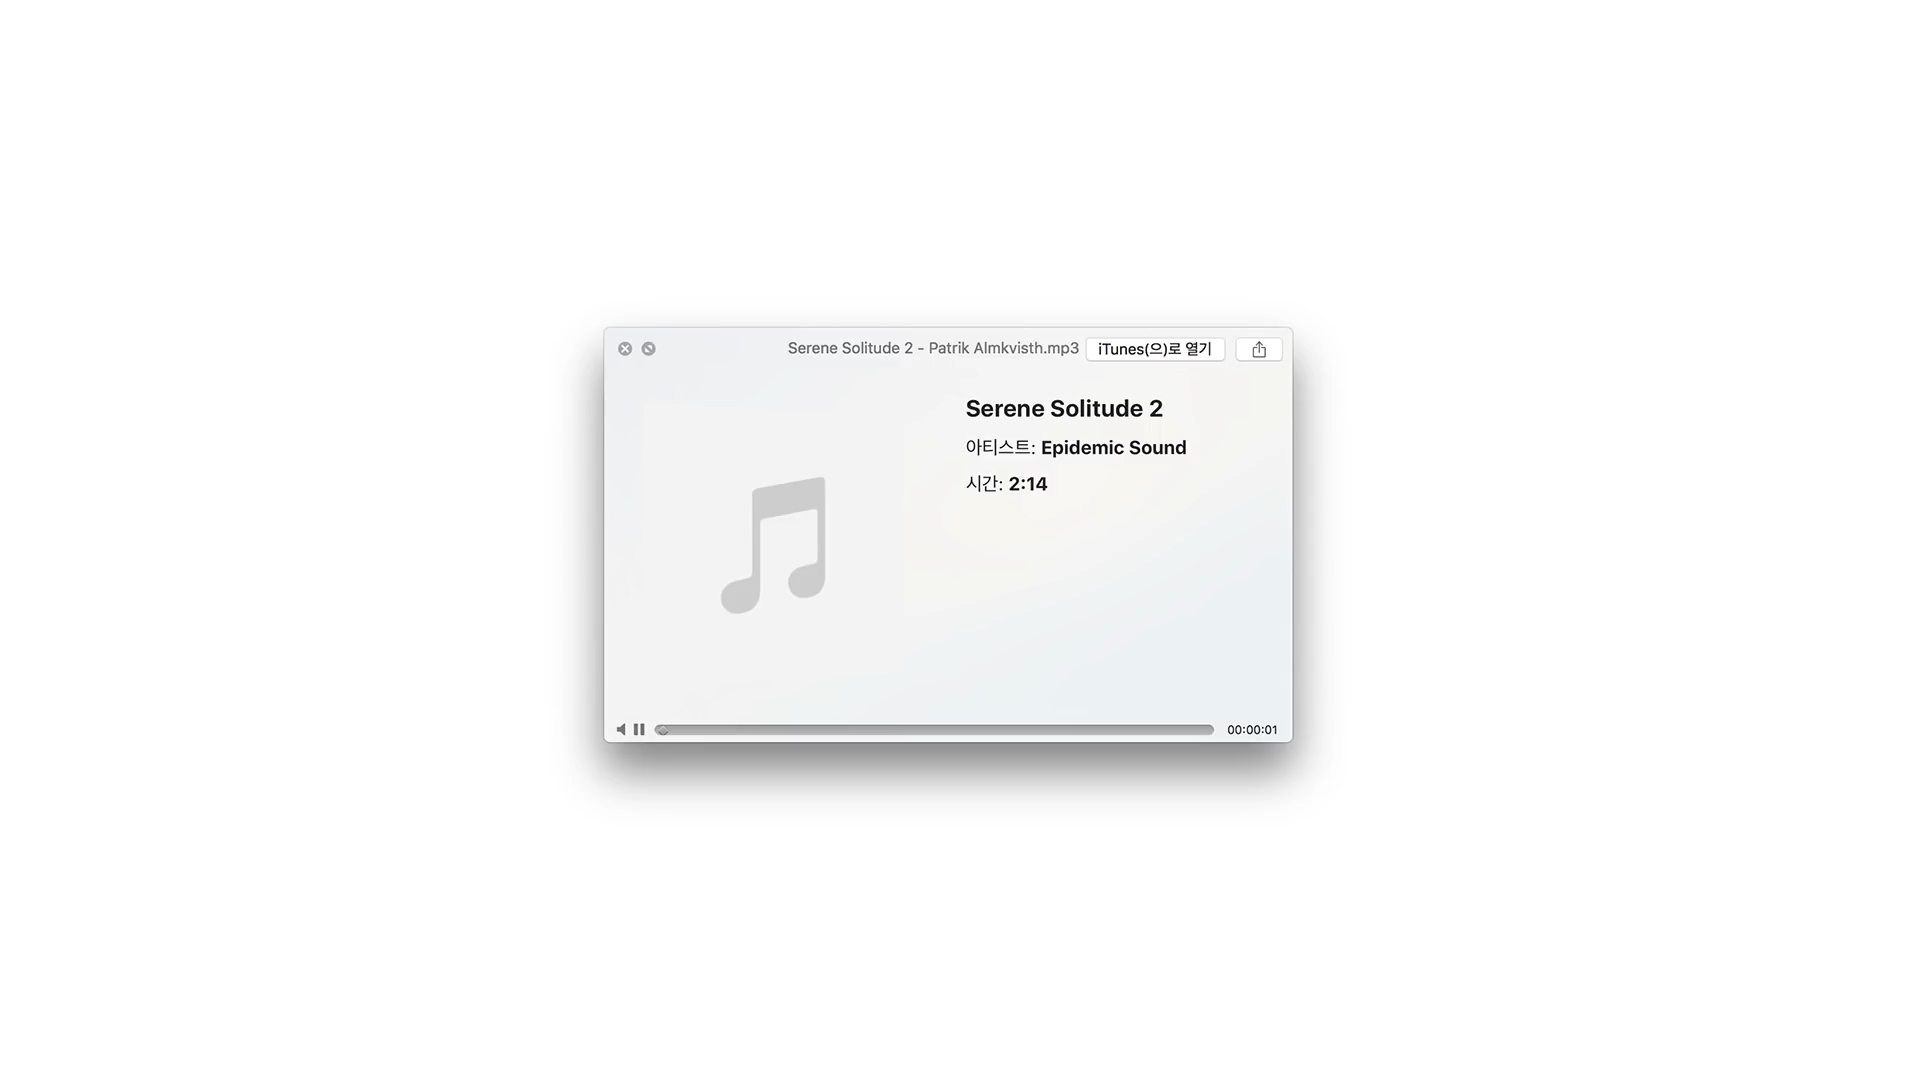 Serene Solitude 2 - Patrik Almkvisth.mp3 iTunes(으)로 열기
Serene Solitude 2
아티스트: Epidemic Sound
시간: 2:14
00:00:01